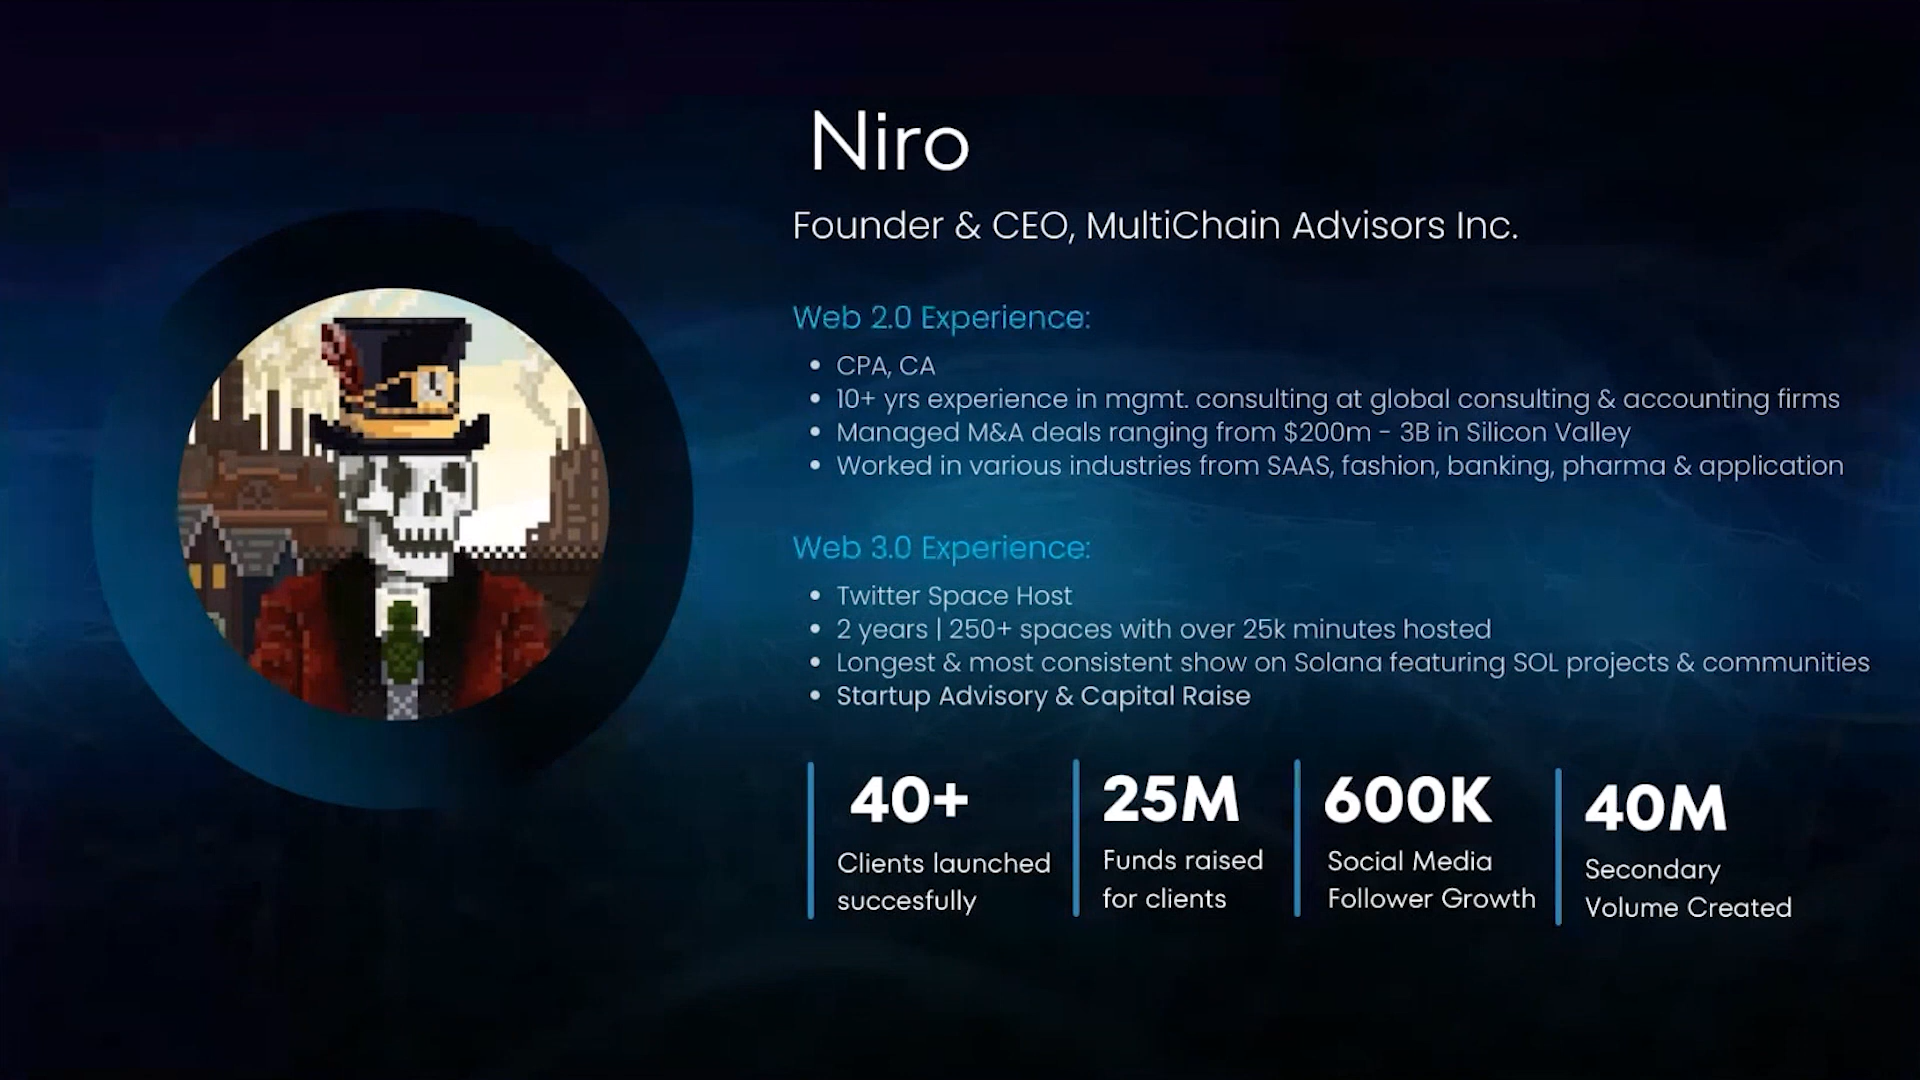 Niro
Founder & CEO, MultiChain Advisors Inc.
Web 2.0 Experience:
• CPA, CA
• 10+ yrs experience in mgmt. consulting at global consulting & accounting firms
• Managed M&A deals ranging from $200m - 3B in Silicon Valley
• Worked in various industries from SAAS, fashion, banking, pharma & application
Web 3.0 Experience:
• Twitter Space Host
• 2 years | 250+ spaces with over 25k minutes hosted
• Longest & most consistent show on Solana featuring SOL projects & communities
• Startup Advisory & Capital Raise
40+
Clients launched
succesfully
25M
Funds raised
for clients
600K
Social Media
Follower Growth
40M
Secondary
Volume Created